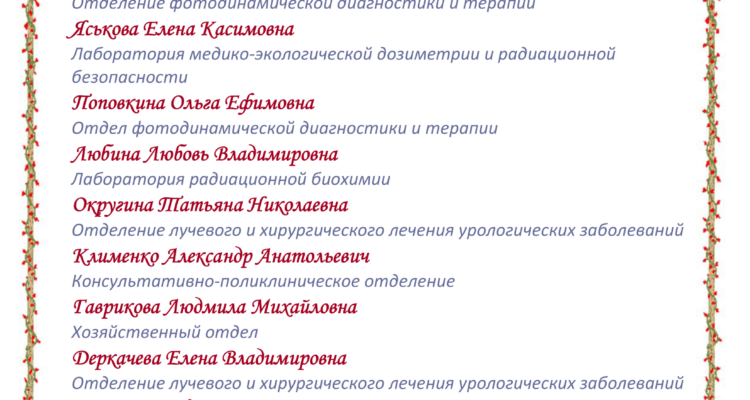 Отделение фотодинамической диагностики и терапии
Яськова Елена Касимовна
Лаборатория медико-экологической дозиметрии и радиационной
безопасности
Поповкина Ольга Ефимовна
Отдел фотодинамической диагностики и терапии
Любина Любовь Владимировна
Лаборатория радиационной биохимии
Округина Татьяна Николаевна
Отделение лучевого и хирургического лечения урологических заболеваний
Клименко Александр Анатольевич
Консультативно-поликлиническое отделение
Гаврикова Людмила Михайловна
Хозяйственный отдел
Деркачева Елена Владимировна
Отделение лучевого и хирургического лечения урологических заболеваний